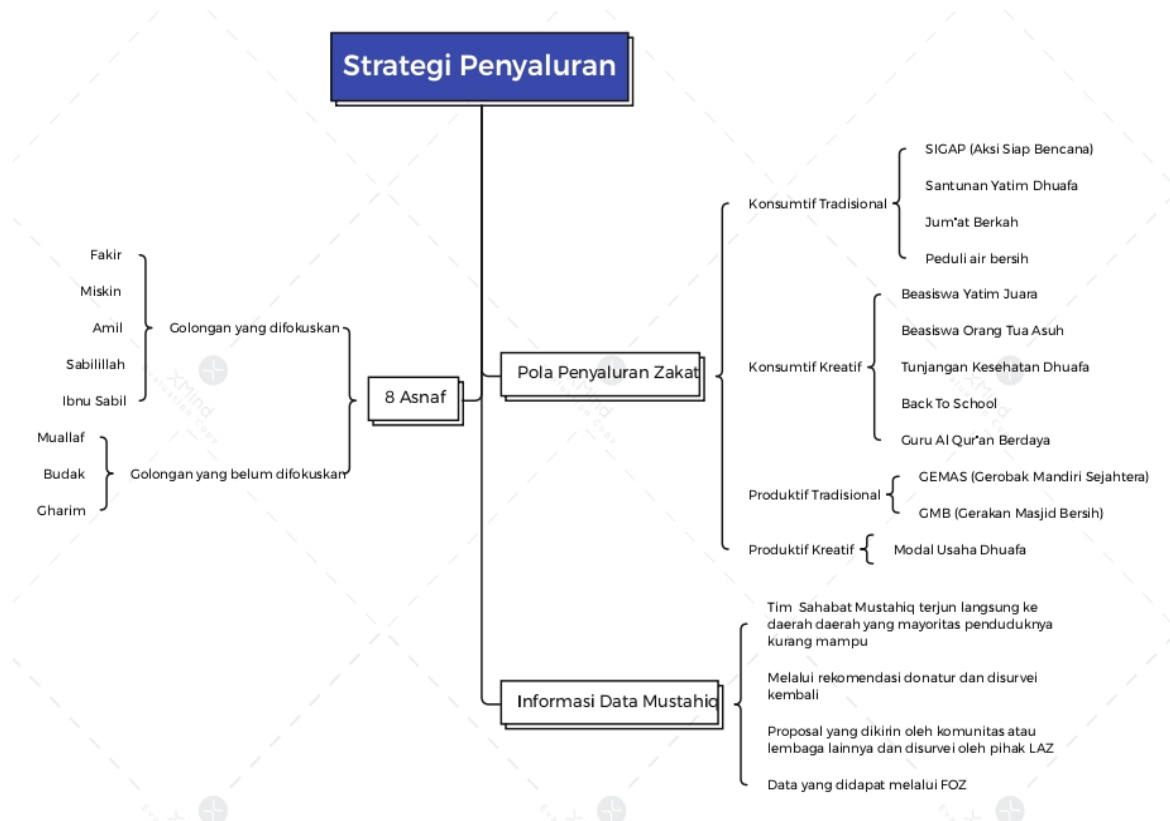 Strategi Penyaluran
8 Asnaf
Golongan yang difokuskan
Fakir
Miskin
Amil
Sabilillah
Ibnu Sabil
Golongan yang belum difokuskan
Muallaf
Budak
Gharim
Pola Penyaluran Zakat
Konsumtif Tradisional
SIGAP (Aksi Siap Bencana)
Santunan Yatim Dhuafa
Jum'at Berkah
Peduli air bersih
Konsumtif Kreatif
Beasiswa Yatim Juara
Beasiswa Orang Tua Asuh
Tunjangan Kesehatan Dhuafa
Back To School
Guru Al Qur'an Berdaya
Produktif Tradisional
GEMAS (Gerobak Mandiri Sejahtera)
GMB (Gerakan Masjid Bersih)
Produktif Kreatif
Modal Usaha Dhuafa
Informasi Data Mustahiq
Tim Sahabat Mustahiq terjun langsung ke
daerah daerah yang mayoritas penduduknya
kurang mampu
Melalui rekomendasi donatur dan disurvei
kembali
Proposal yang dikirin oleh komunitas atau
lembaga lainnya dan disurvei oleh pihak LAZ
Data yang didapat melalui FOZ
XMind
XMind